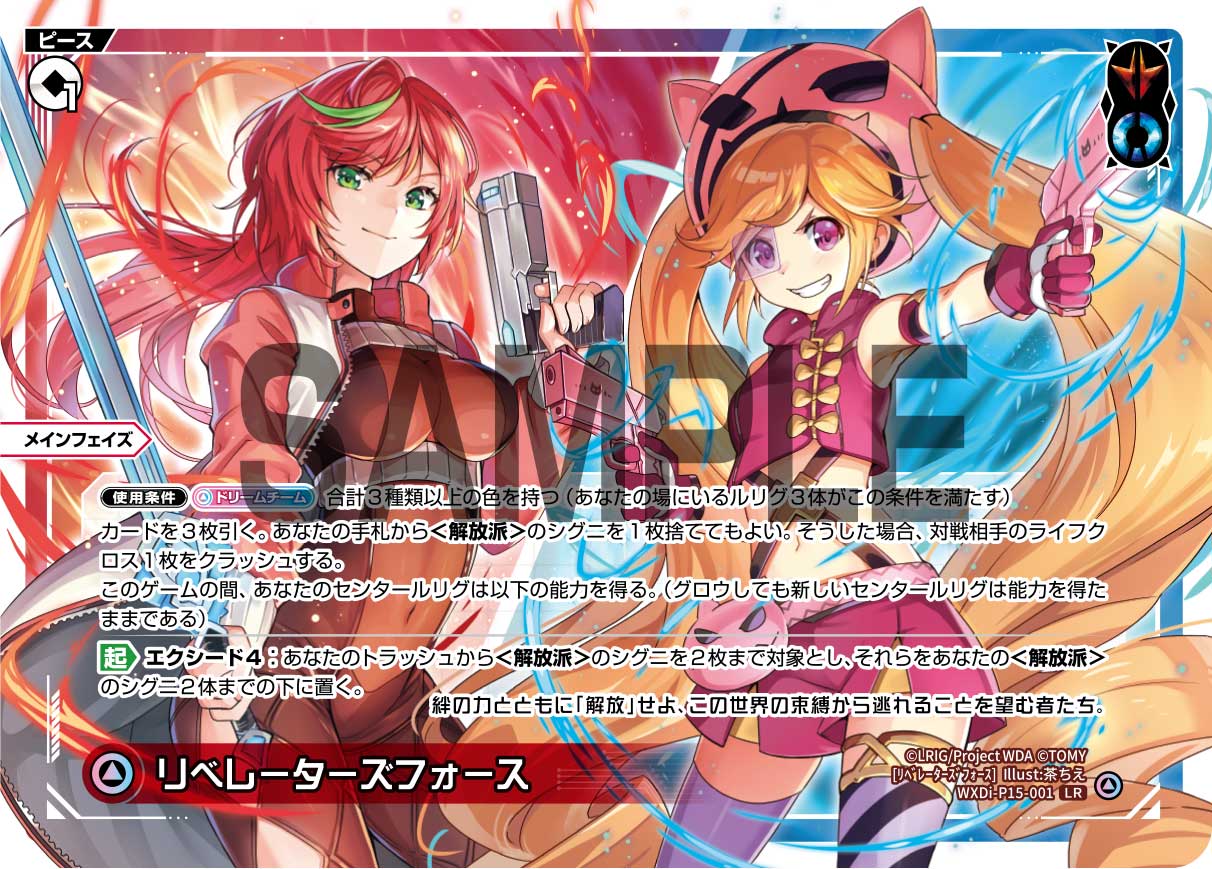 ピース
1
メインフェイズ
SAMPLE
使用条件 ドリームチーム 合計3種類以上の色を持つ（あなたの場にいるルリグ3体がこの条件を満たす）
カードを3枚引く。あなたの手札から<解放派>のシグニを1枚捨ててもよい。そうした場合、対戦相手のライフク
ロス1枚をクラッシュする。
このゲームの間、あなたのセンタールリグは以下の能力を得る。（グロウしても新しいセンタールリグは能力を得た
ままである）
起 エクシード4：あなたのトラッシュから<解放派>のシグニを2枚まで対象とし、それらをあなたの<解放派>
のシグニ2体までの下に置く。
絆の力とともに「解放」せよ、この世界の束縛から逃れることを望む者たち。
リベレーターズフォース
©LRIG/Project WDA ©TOMY
[リベレーターズ フォース] Illust:茶ちえ
WXDi-P15-001 LR